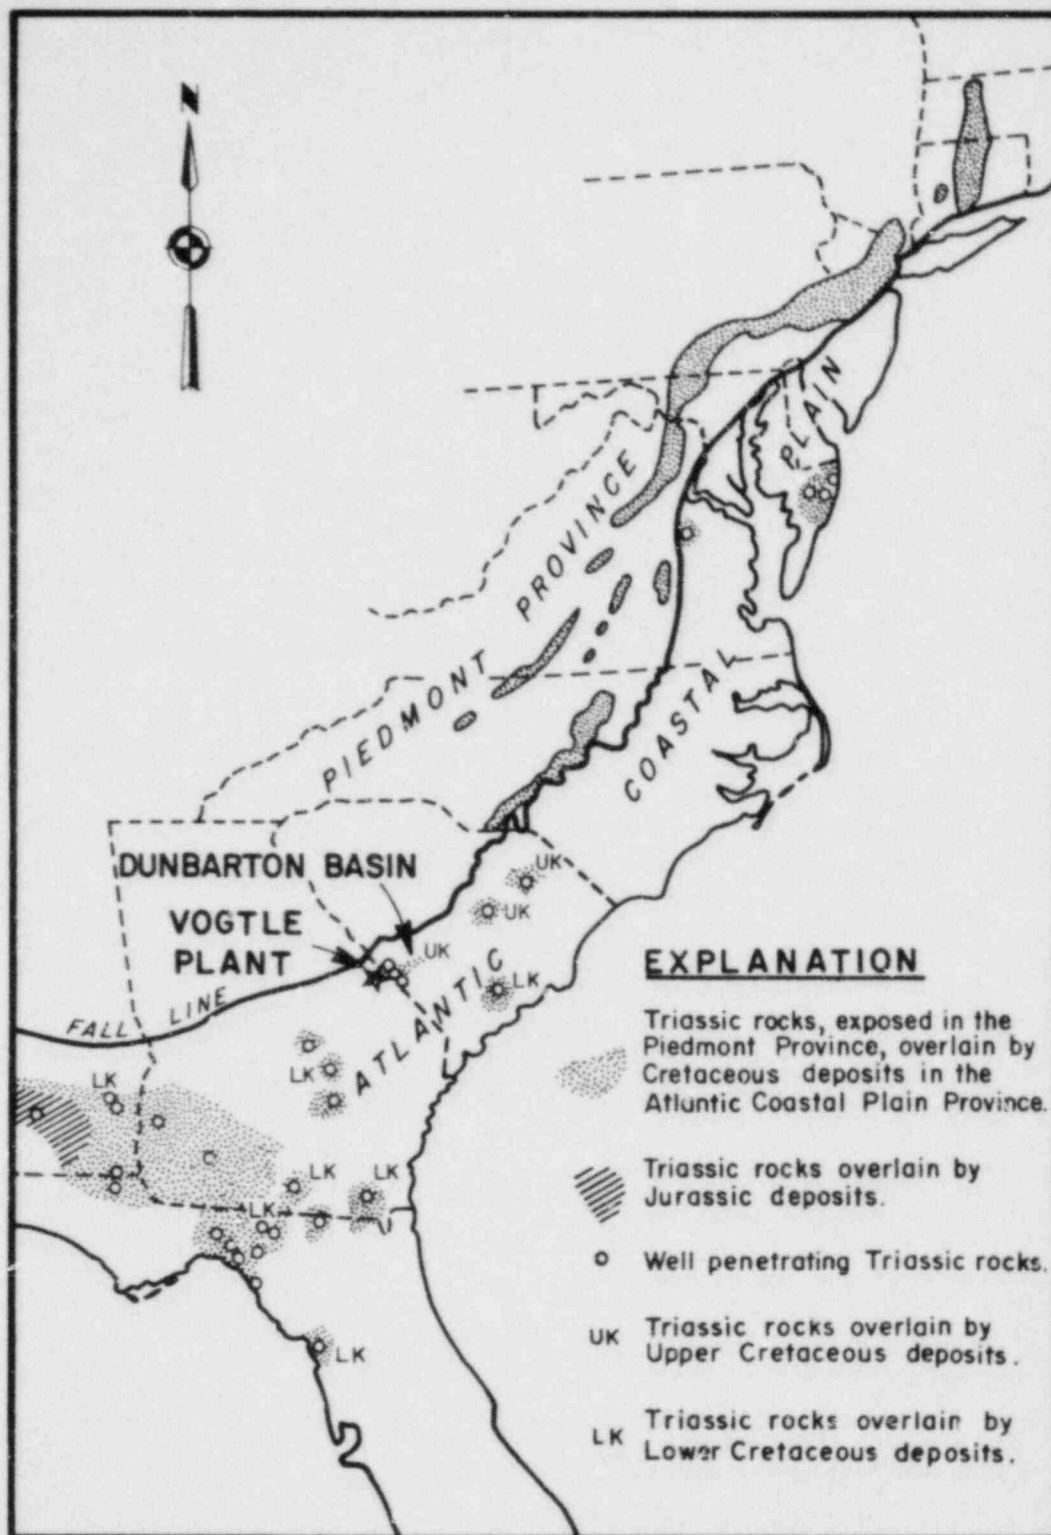 N
PLAIN
PIEDMONT PROVINCE
COASTAL
DUNBARTON BASIN
UK
VOGTLE
PLANT
UK
UK
LK
ATLANTIC
FALL LINE
LK
LK
LK
LK
LK
LK
EXPLANATION
Triassic rocks, exposed in the
Piedmont Province, overlain by
Cretaceous deposits in the
Atlantic Coastal Plain Province.
Triassic rocks overlain by
Jurassic deposits.
Well penetrating Triassic rocks.
UK
Triassic rocks overlain by
Upper Cretaceous deposits.
LK
Triassic rocks overlain by
Lower Cretaceous deposits.